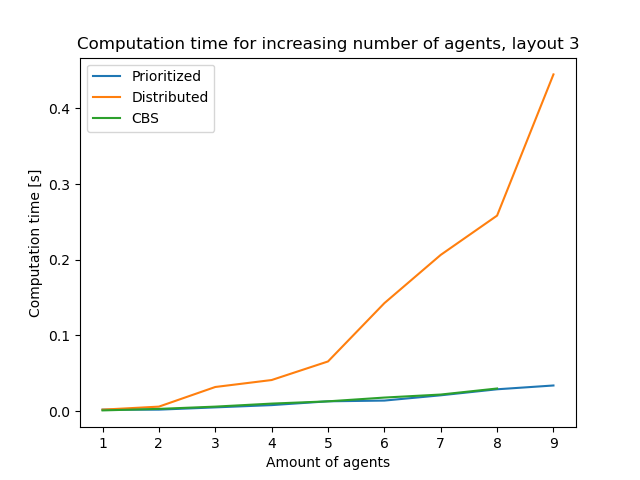 Computation time for increasing number of agents, layout 3
Prioritized
Distributed
CBS
0.4
0.3
0.2
0.1
0.0
Computation time [s]
1 2 3 4 5 6 7 8 9
Amount of agents